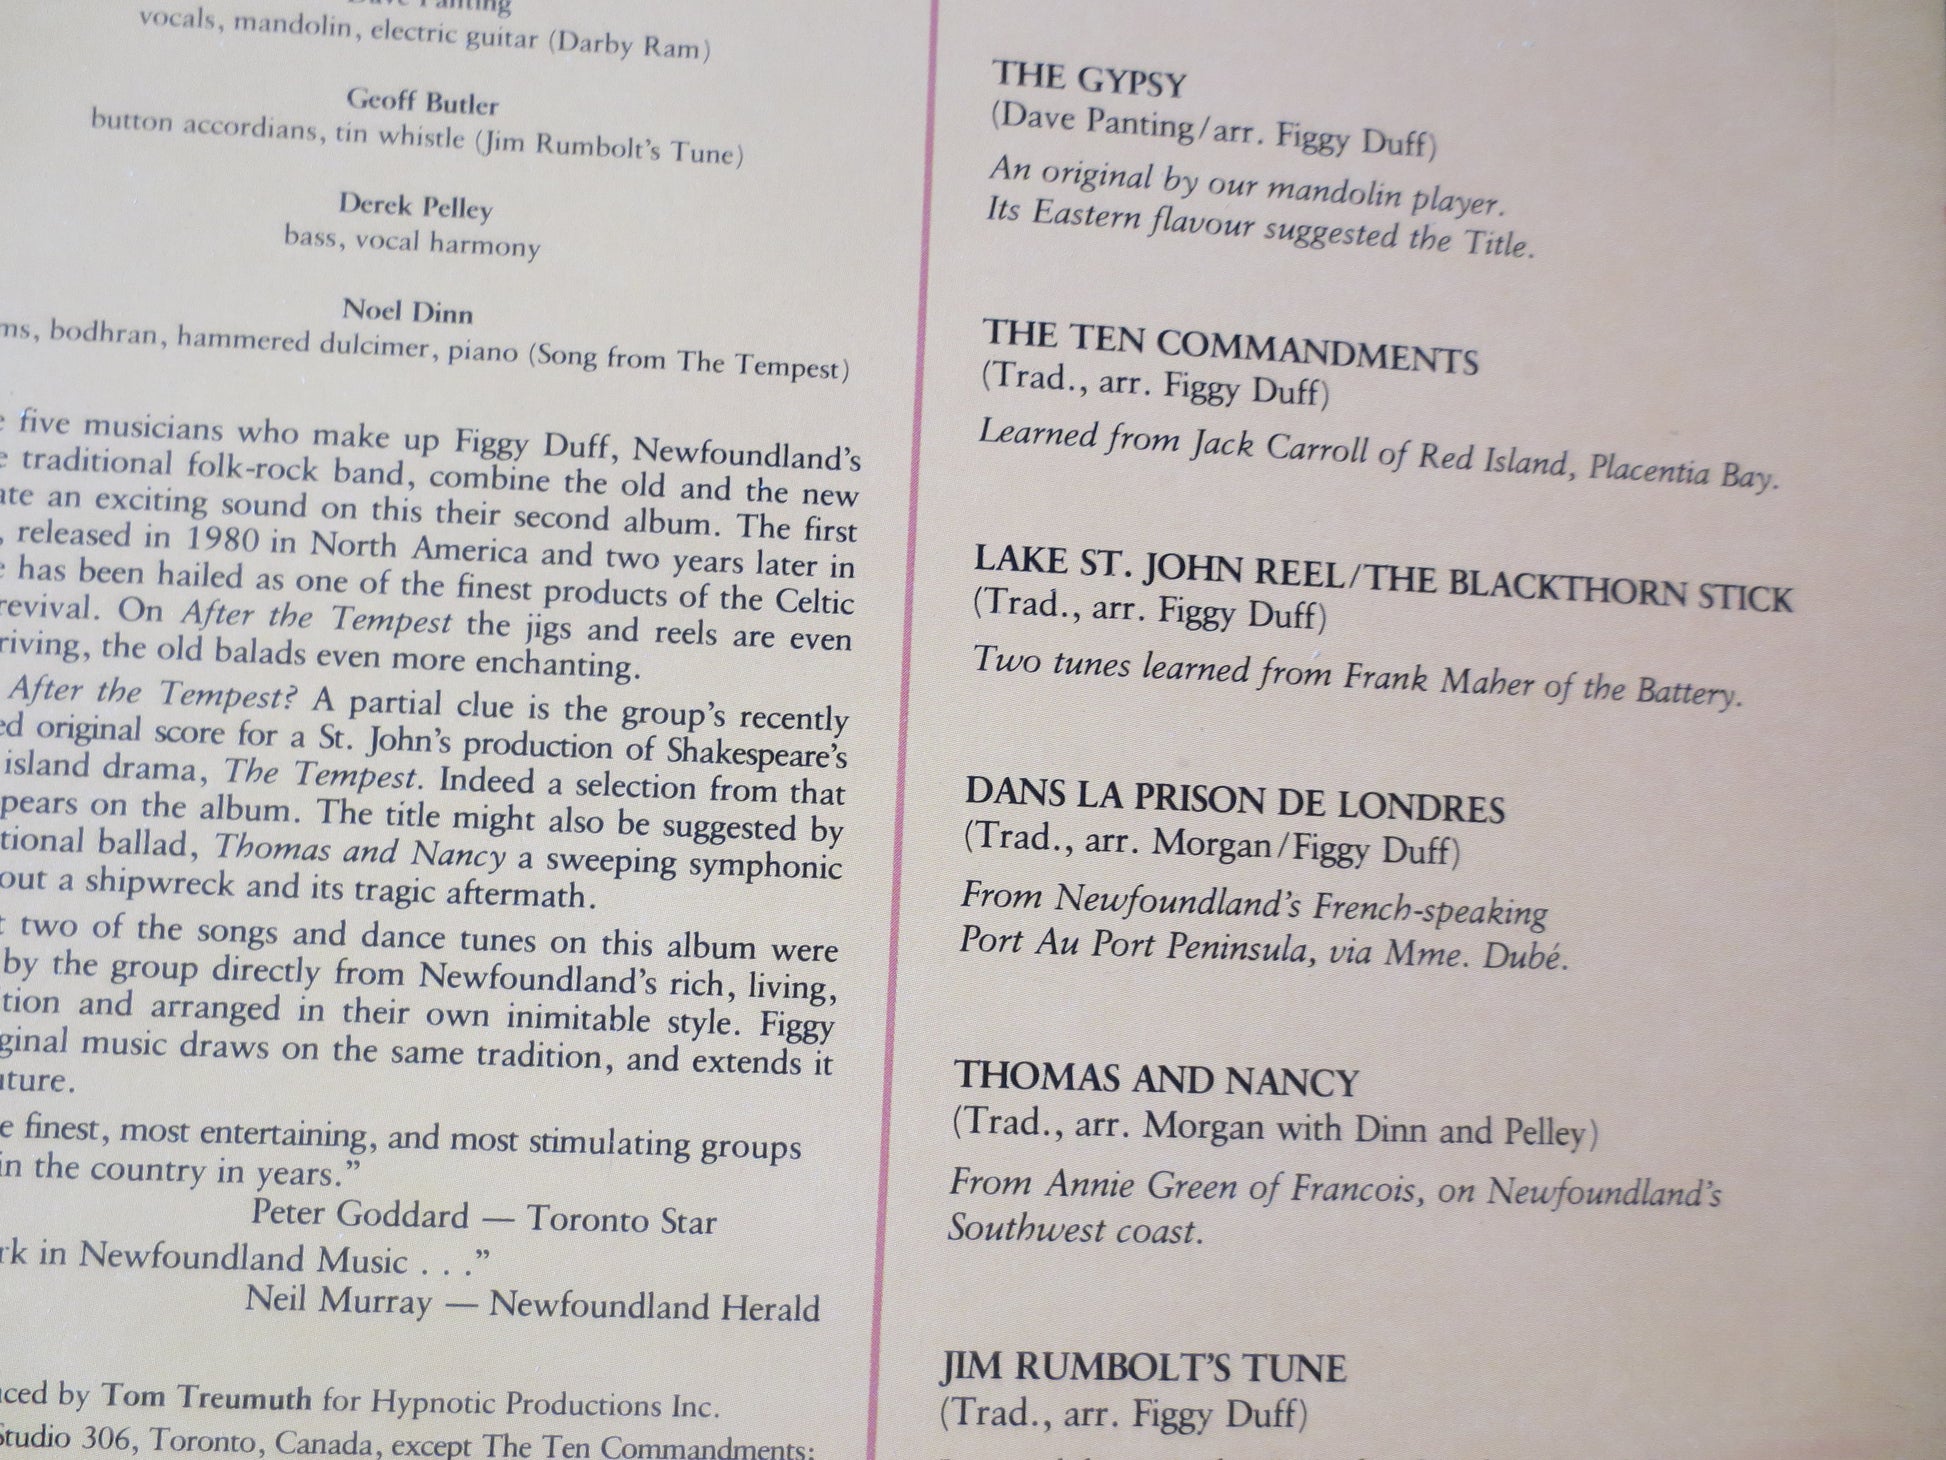 Dave Panting
vocals, mandolin, electric guitar (Darby Ram)
Geoff Butler
button accordians, tin whistle (Jim Rumbolt's Tune)
Derek Pelley
bass, vocal harmony
Noel Dinn
ms, bodhran, hammered dulcimer, piano (Song from The Tempest)
five musicians who make up Figgy Duff, Newfoundland's
traditional folk-rock band, combine the old and the new
ate an exciting sound on this their second album. The first
, released in 1980 in North America and two years later in
has been hailed as one of the finest products of the Celtic
revival. On After the Tempest the jigs and reels are even
riving, the old balads even more enchanting.
After the Tempest? A partial clue is the group's recently
ed original score for a St. John's production of Shakespeare's
island drama, The Tempest. Indeed a selection from that
pears on the album. The title might also be suggested by
tional ballad, Thomas and Nancy a sweeping symphonic
out a shipwreck and its tragic aftermath.
t two of the songs and dance tunes on this album were
by the group directly from Newfoundland's rich, living,
tion and arranged in their own inimitable style. Figgy
ginal music draws on the same tradition, and extends it
uture.
e finest, most entertaining, and most stimulating groups
in the country in years."
Peter Goddard — Toronto Star
rk in Newfoundland Music . . ."
Neil Murray — Newfoundland Herald
ced by Tom Treumuth for Hypnotic Productions Inc.
Studio 306, Toronto, Canada, except The Ten Commandments:
THE GYPSY
(Dave Panting/arr. Figgy Duff)
An original by our mandolin player.
Its Eastern flavour suggested the Title.
THE TEN COMMANDMENTS
(Trad., arr. Figgy Duff)
Learned from Jack Carroll of Red Island, Placentia Bay.
LAKE ST. JOHN REEL/THE BLACKTHORN STICK
(Trad., arr. Figgy Duff)
Two tunes learned from Frank Maher of the Battery.
DANS LA PRISON DE LONDRES
(Trad., arr. Morgan/Figgy Duff)
From Newfoundland's French-speaking
Port Au Port Peninsula, via Mme. Dubé.
THOMAS AND NANCY
(Trad., arr. Morgan with Dinn and Pelley)
From Annie Green of Francois, on Newfoundland's
Southwest coast.
JIM RUMBOLT'S TUNE
(Trad., arr. Figgy Duff)